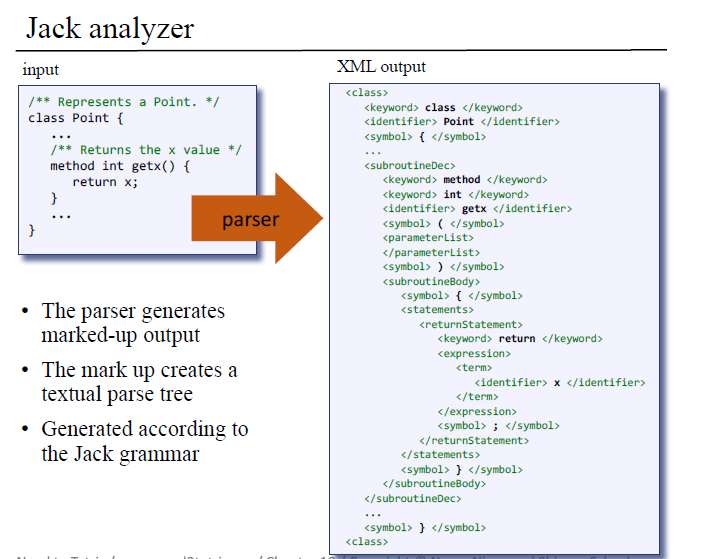 Jack analyzer
input
/** Represents a Point. */
class Point {
...
/** Returns the x value */
method int getx() {
return x;
}
...
}
parser
XML output
<class>
<keyword> class </keyword>
<identifier> Point </identifier>
<symbol> { </symbol>
...
<subroutineDec>
<keyword> method </keyword>
<keyword> int </keyword>
<identifier> getx </identifier>
<symbol> ( </symbol>
<parameterList>
</parameterList>
<symbol> ) </symbol>
<subroutineBody>
<symbol> { </symbol>
<statements>
<returnStatement>
<keyword> return </keyword>
<expression>
<term>
<identifier> x </identifier>
</term>
</expression>
<symbol> ; </symbol>
</returnStatement>
</statements>
<symbol> } </symbol>
</subroutineBody>
</subroutineDec>
...
<symbol> } </symbol>
<class>
• The parser generates
marked-up output
• The mark up creates a
textual parse tree
• Generated according to
the Jack grammar